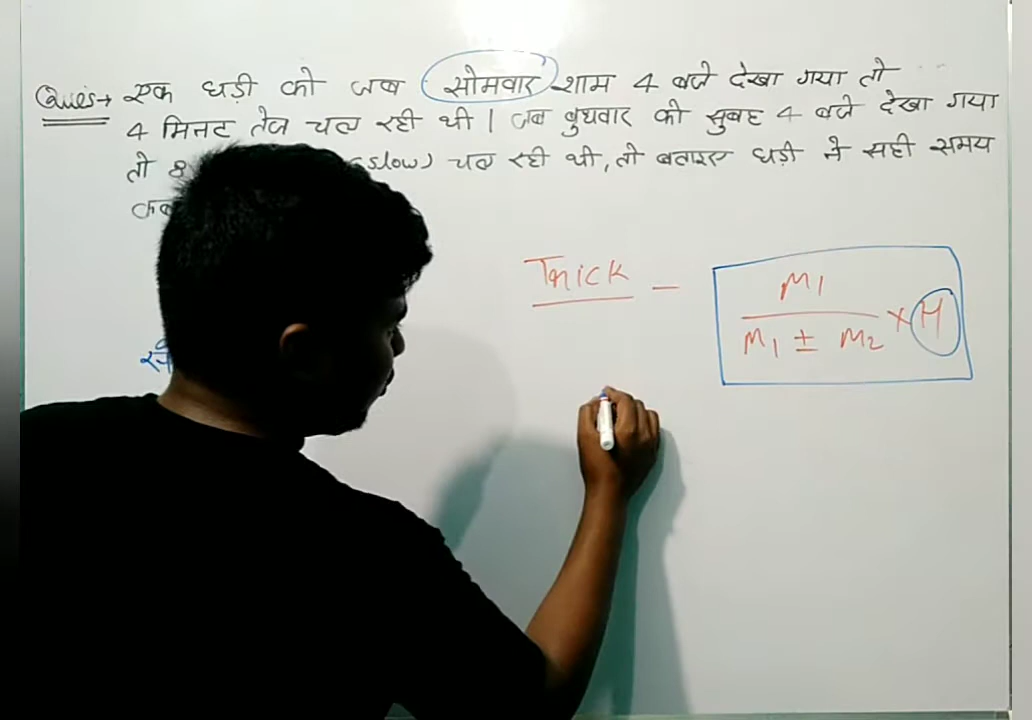 Ques→ एक घड़ी को जब सोमवार शाम 4 बजे देखा गया तो
4 मिनट तेज चल रही थी। जब बुधवार को सुबह 4 बजे देखा गया
तो 8 slow) चल रही थी, तो बताइए घड़ी ने सही समय
कब
Trick - M1 / M1 ± M2 × H